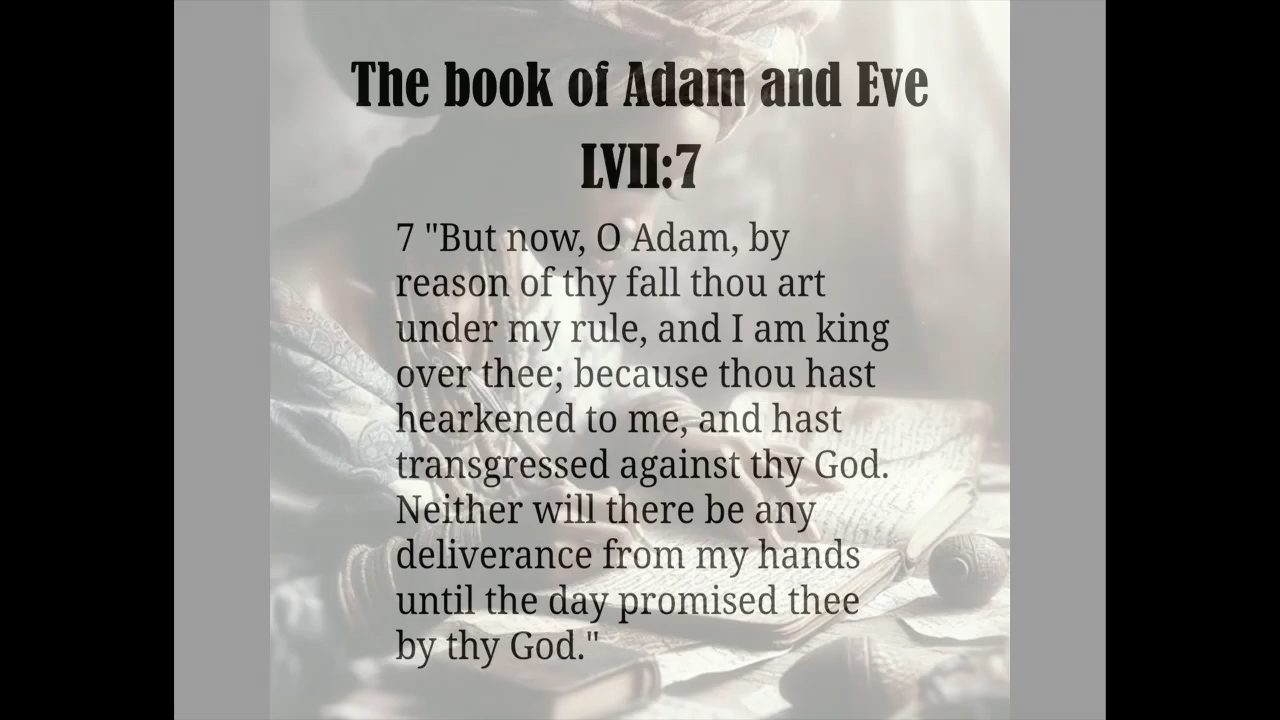 The book of Adam and Eve
LVII:7
7 "But now, O Adam, by
reason of thy fall thou art
under my rule, and I am king
over thee; because thou hast
hearkened to me, and hast
transgressed against thy God.
Neither will there be any
deliverance from my hands
until the day promised thee
by thy God."